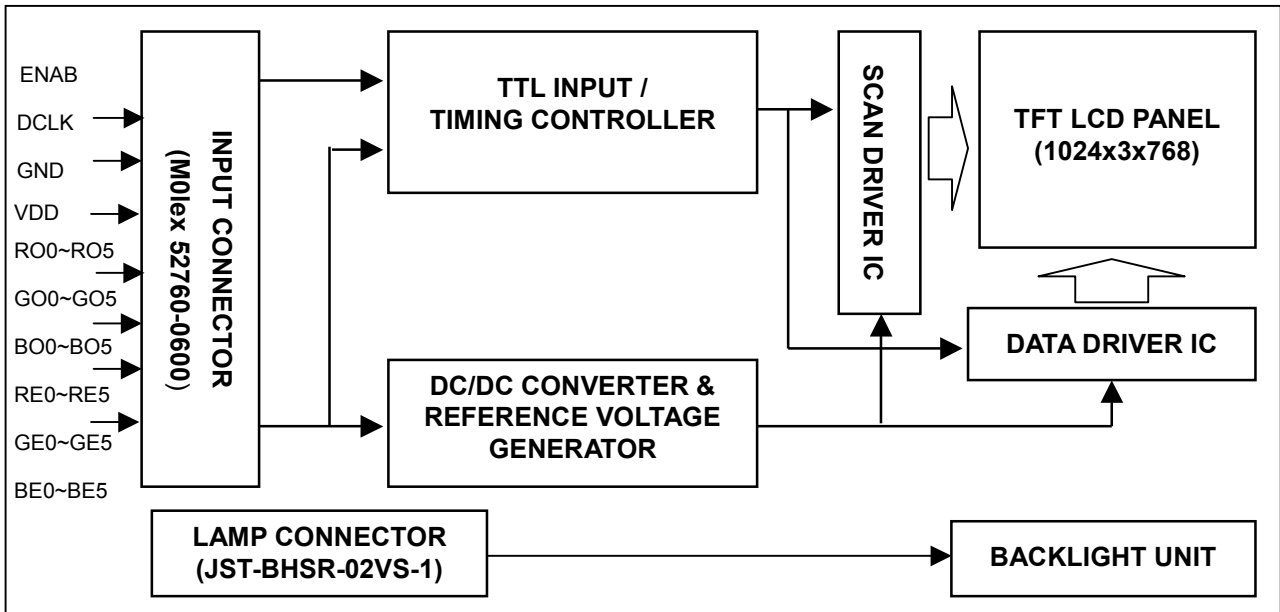 ENAB
DCLK
GND
VDD
RO0~RO5
GO0~GO5
BO0~BO5
RE0~RE5
GE0~GE5
BE0~BE5
INPUT CONNECTOR
(M0lex 52760-0600)
TTL INPUT /
TIMING CONTROLLER
SCAN DRIVER IC
TFT LCD PANEL
(1024x3x768)
DATA DRIVER IC
DC/DC CONVERTER &
REFERENCE VOLTAGE
GENERATOR
LAMP CONNECTOR
(JST-BHSR-02VS-1)
BACKLIGHT UNIT